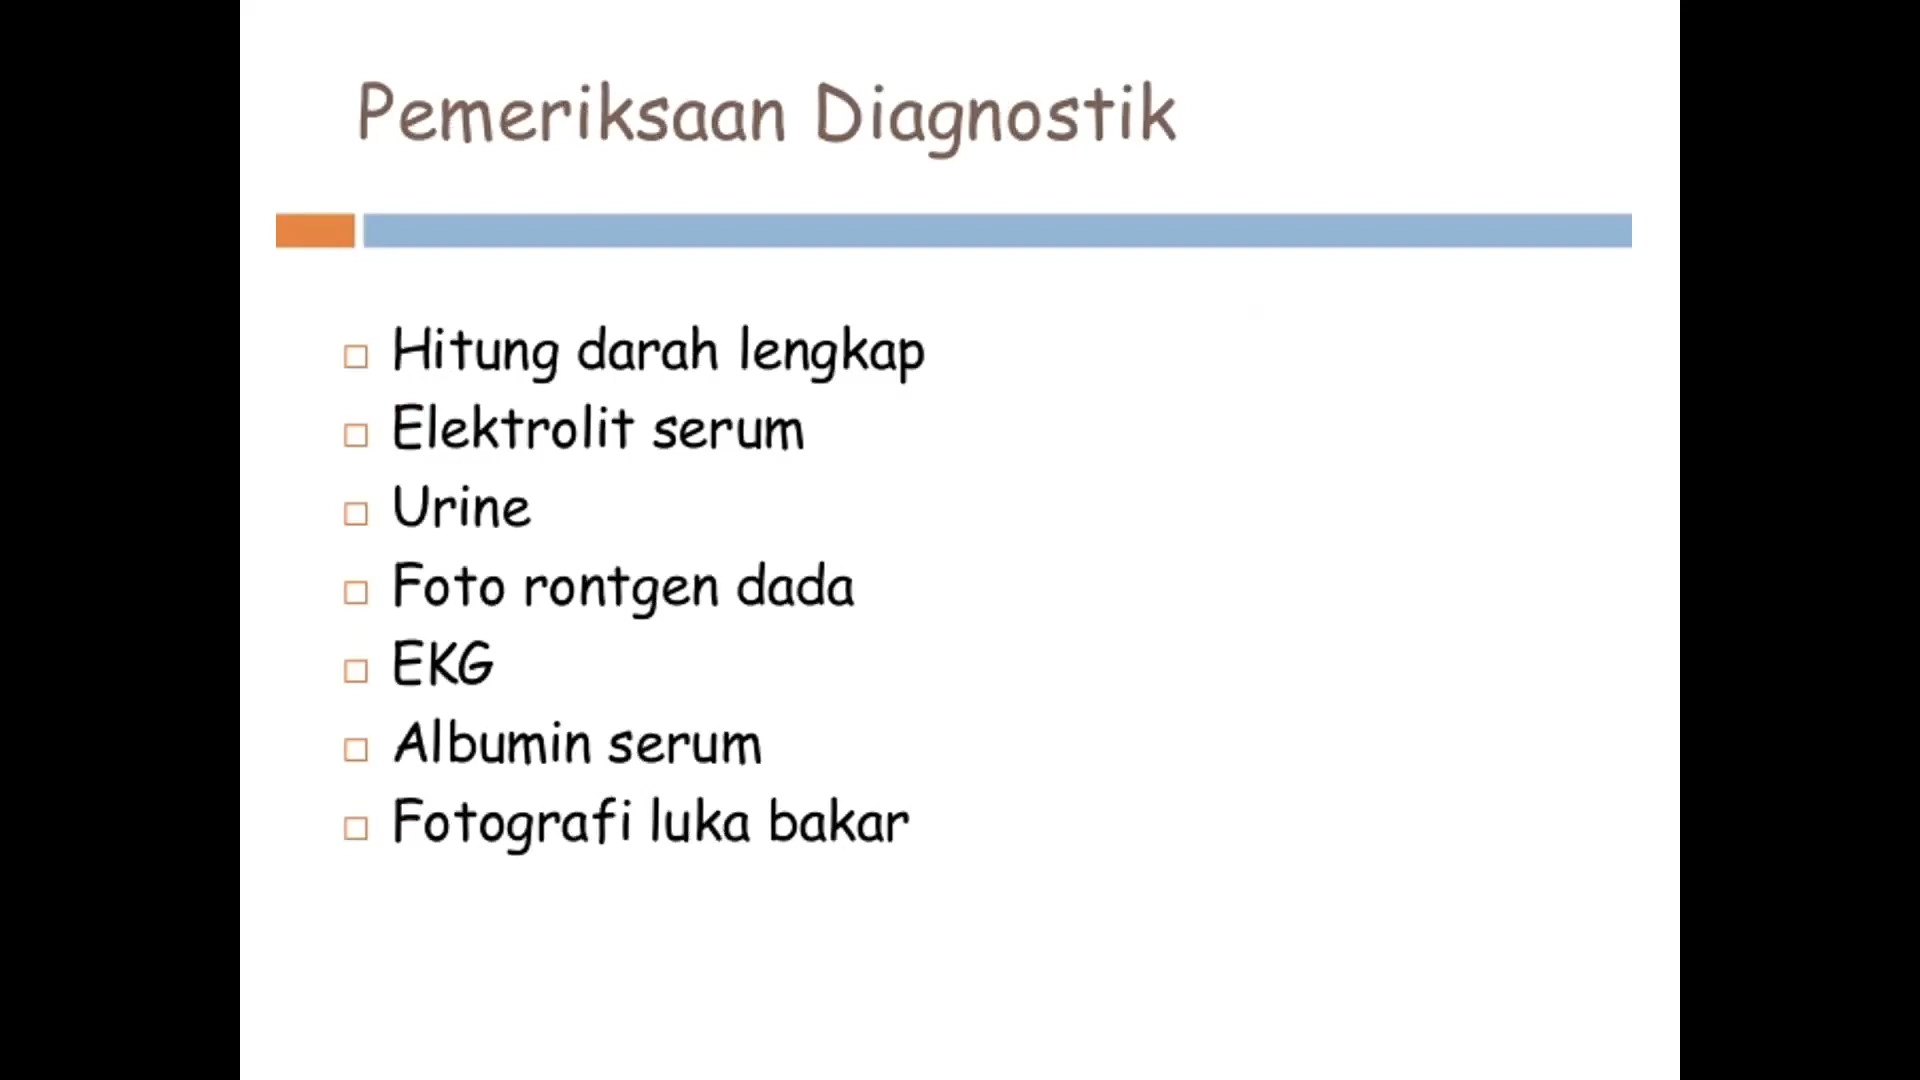 Pemeriksaan Diagnostik
Hitung darah lengkap
Elektrolit serum
Urine
Foto rontgen dada
EKG
Albumin serum
Fotografi luka bakar